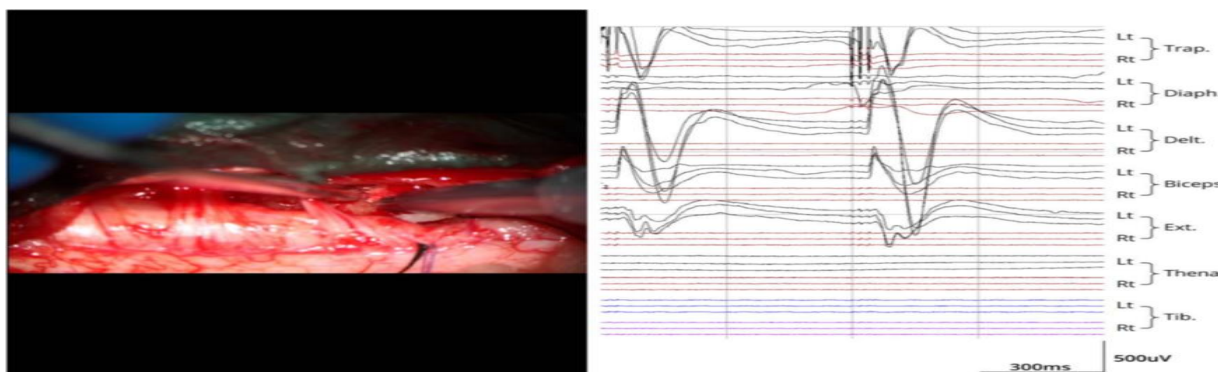 Lt
Rt
Trap.
Lt
Rt
Diaph
Lt
Rt
Delt.
Lt
Rt
Biceps
Lt
Rt
Ext.
Lt
Rt
Thena
Lt
Rt
Tib.
300ms
500uV